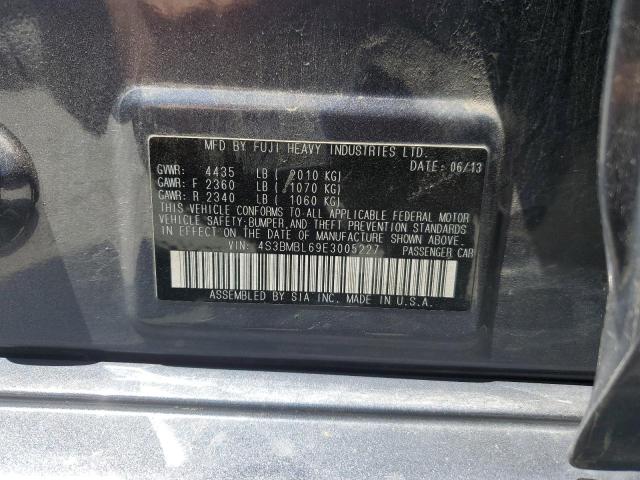 MFD BY FUJI HEAVY INDUSTRIES LTD.
GVWR: 4435 LB ( 2010 KG) DATE: 06/13
GAWR: F 2360 LB ( 1070 KG)
GAWR: R 2340 LB ( 1060 KG)
THIS VEHICLE CONFORMS TO ALL APPLICABLE FEDERAL MOTOR
VEHICLE SAFETY, BUMPER, AND THEFT PREVENTION STANDARDS
IN EFFECT ON THE DATE OF MANUFACTURE SHOWN ABOVE.
VIN: 4S3BMBL69E3005227 PASSENGER CAR
ASSEMBLED BY SIA INC. MADE IN U.S.A.